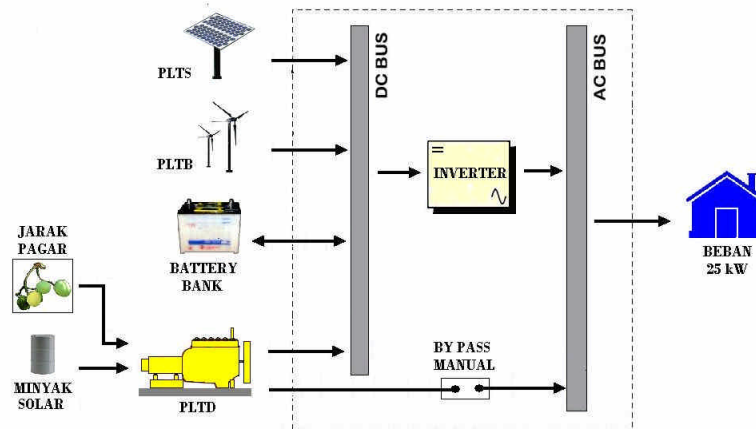 PLTS
DC BUS
AC BUS
PLTB
INVERTER
BATTERY
BANK
BEBAN
25 kW
JARAK
PAGAR
MINYAK
SOLAR
PLTD
BY PASS
MANUAL